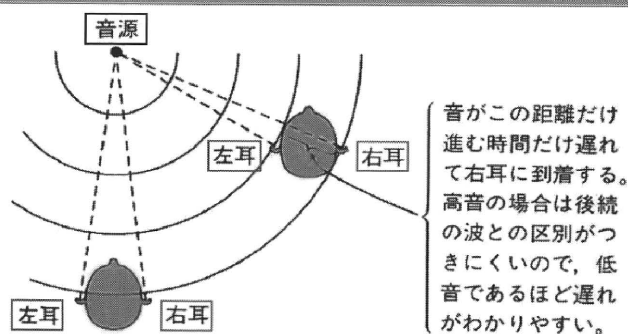 音源
左耳
右耳
音がこの距離だけ
進む時間だけ遅れ
て右耳に到着する。
高音の場合は後続
の波との区別がつ
きにくいので，低
音であるほど遅れ
がわかりやすい。
左耳
右耳